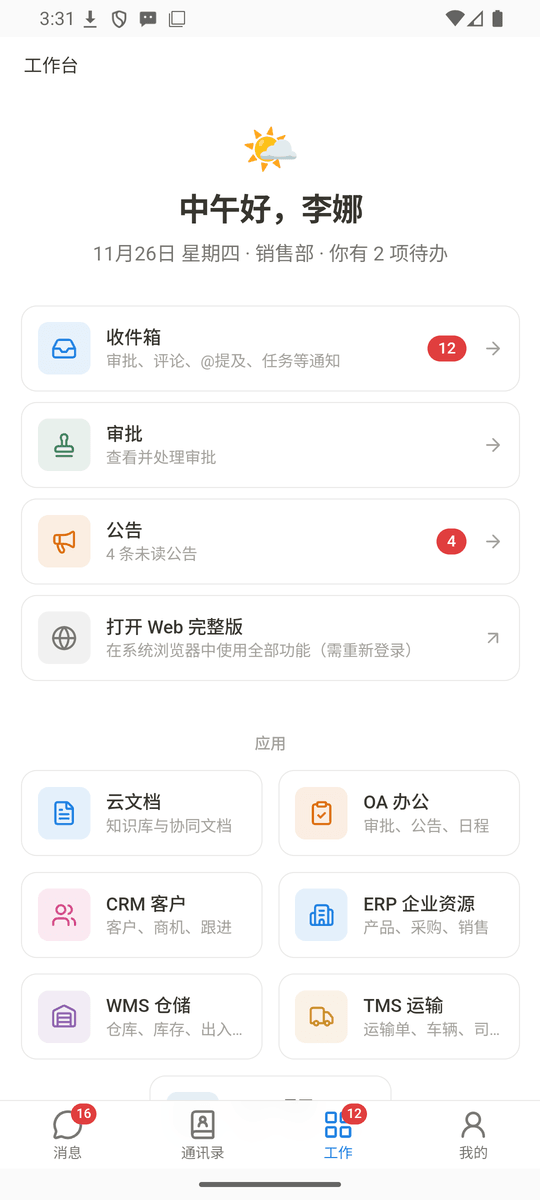 3:31
工作台
中午好，李娜
11月26日 星期四 · 销售部 · 你有 2 项待办
收件箱
审批、评论、@提及、任务等通知
12
审批
查看并处理审批
公告
4 条未读公告
4
打开 Web 完整版
在系统浏览器中使用全部功能（需重新登录）
应用
云文档
知识库与协同文档
OA 办公
审批、公告、日程
CRM 客户
客户、商机、跟进
ERP 企业资源
产品、采购、销售
WMS 仓储
仓库、库存、出入...
TMS 运输
运输单、车辆、司...
16
消息
通讯录
12
工作
我的